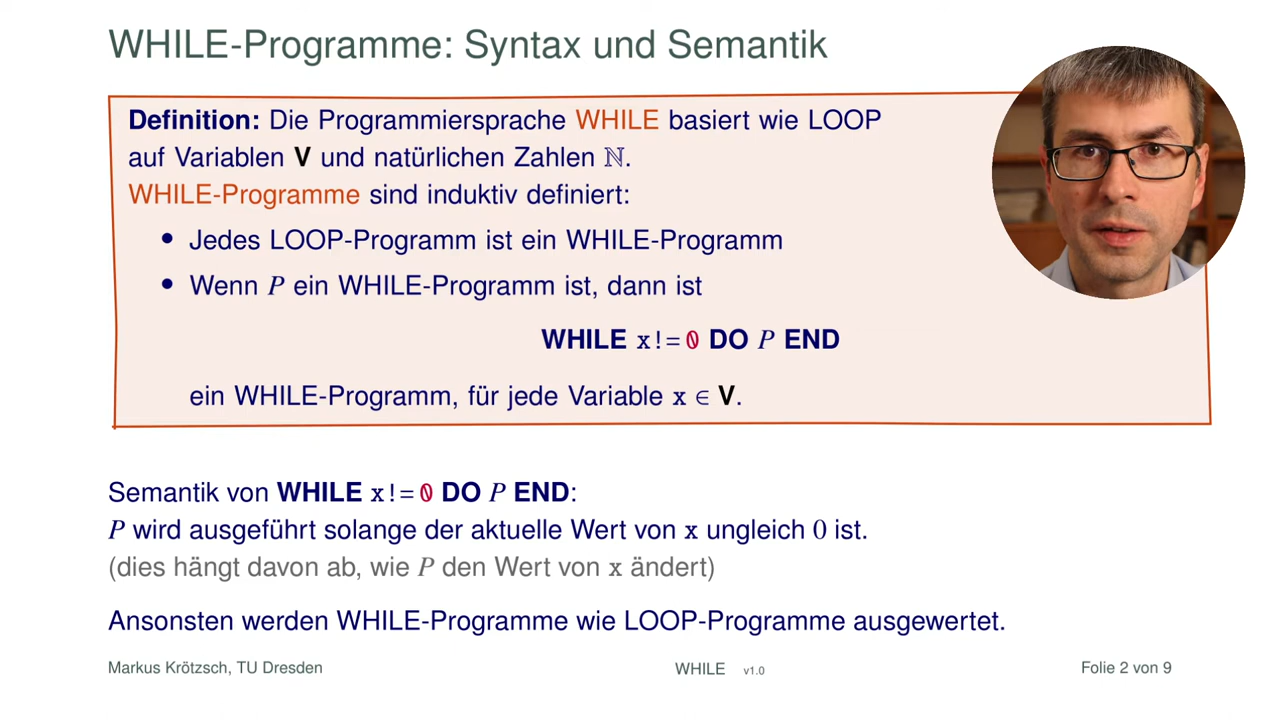 WHILE-Programme: Syntax und Semantik
Definition: Die Programmiersprache WHILE basiert wie LOOP
auf Variablen V und natürlichen Zahlen ℕ.
WHILE-Programme sind induktiv definiert:
• Jedes LOOP-Programm ist ein WHILE-Programm
• Wenn P ein WHILE-Programm ist, dann ist
WHILE x!=0 DO P END
ein WHILE-Programm, für jede Variable x ∈ V.
Semantik von WHILE x!=0 DO P END:
P wird ausgeführt solange der aktuelle Wert von x ungleich 0 ist.
(dies hängt davon ab, wie P den Wert von x ändert)
Ansonsten werden WHILE-Programme wie LOOP-Programme ausgewertet.
Markus Krötzsch, TU Dresden WHILE v1.0 Folie 2 von 9